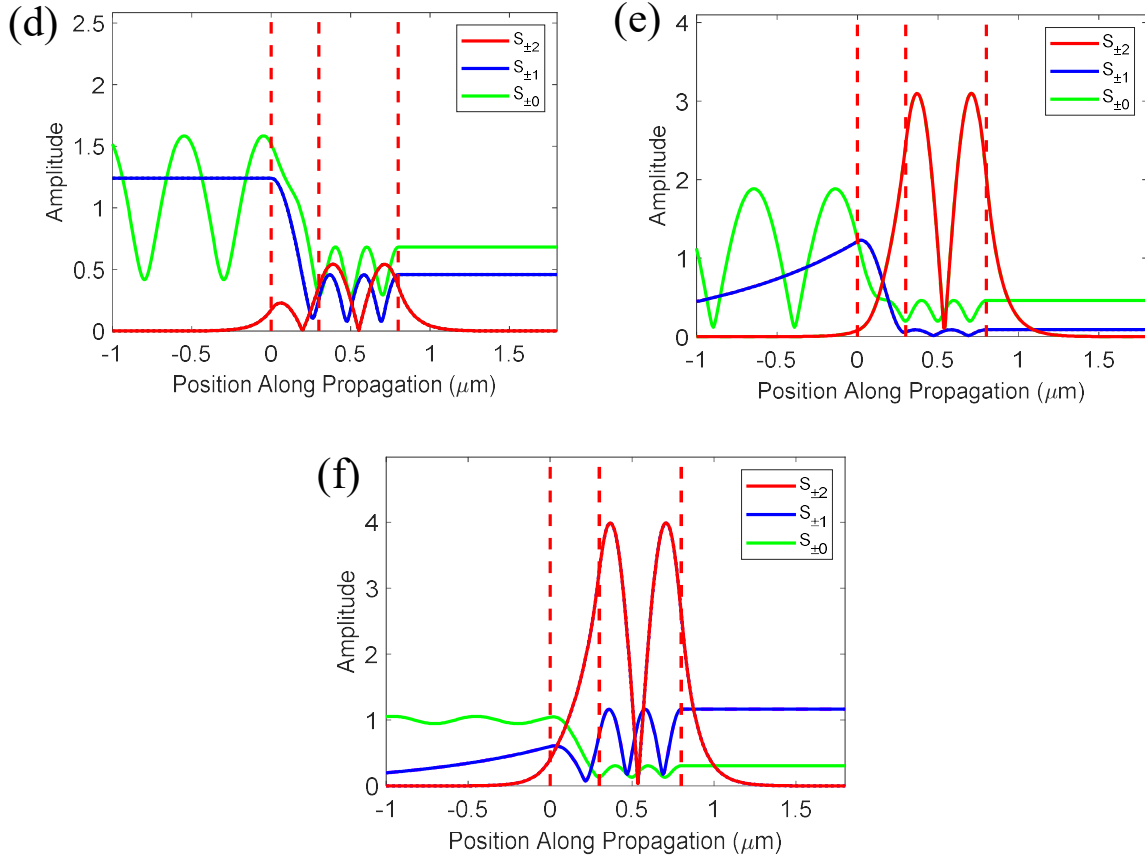 (d)
2.5
2
1.5
1
0.5
0
Amplitude
S±2
S±1
S±0
-1 -0.5 0 0.5 1 1.5
Position Along Propagation (μm)
(e)
4
3
2
1
0
Amplitude
S±2
S±1
S±0
-1 -0.5 0 0.5 1 1.5
Position Along Propagation (μm)
(f)
4
3
2
1
0
Amplitude
S±2
S±1
S±0
-1 -0.5 0 0.5 1 1.5
Position Along Propagation (μm)